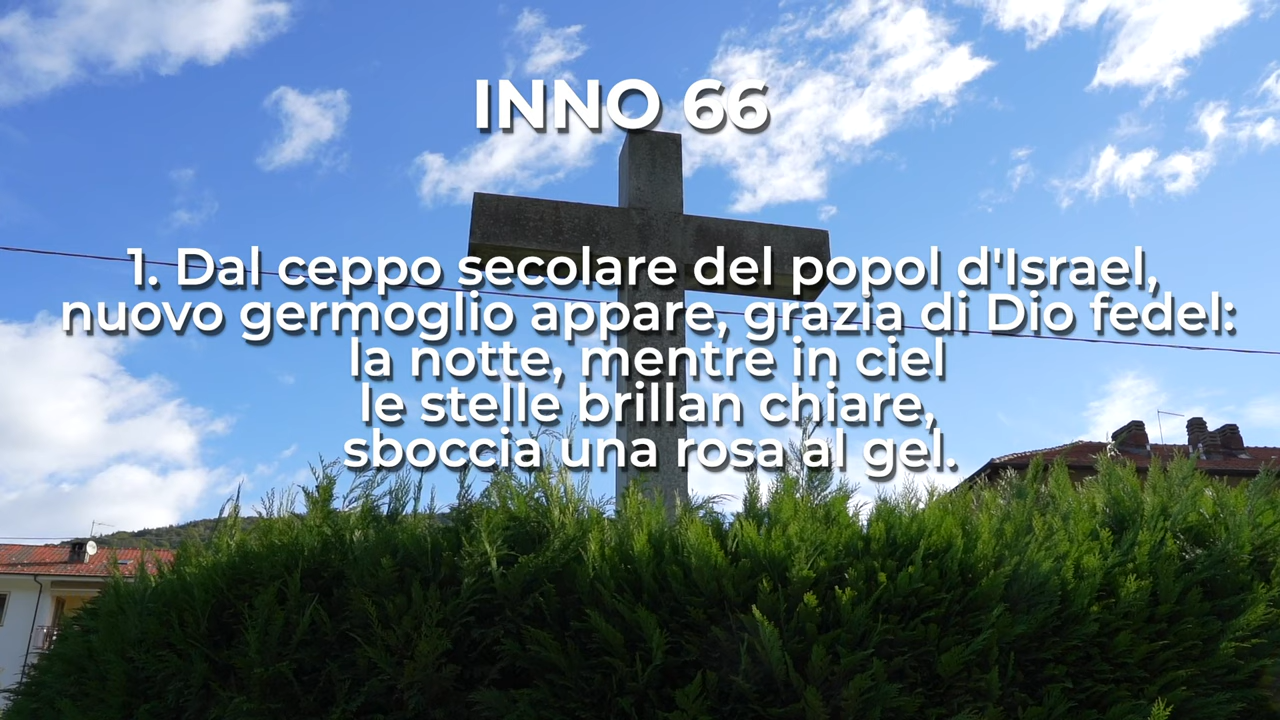 INNO 66
1. Dal ceppo secolare del popol d'Israel,
nuovo germoglio appare, grazia di Dio fedel:
la notte, mentre in ciel
le stelle brillan chiare,
sboccia una rosa al gel.